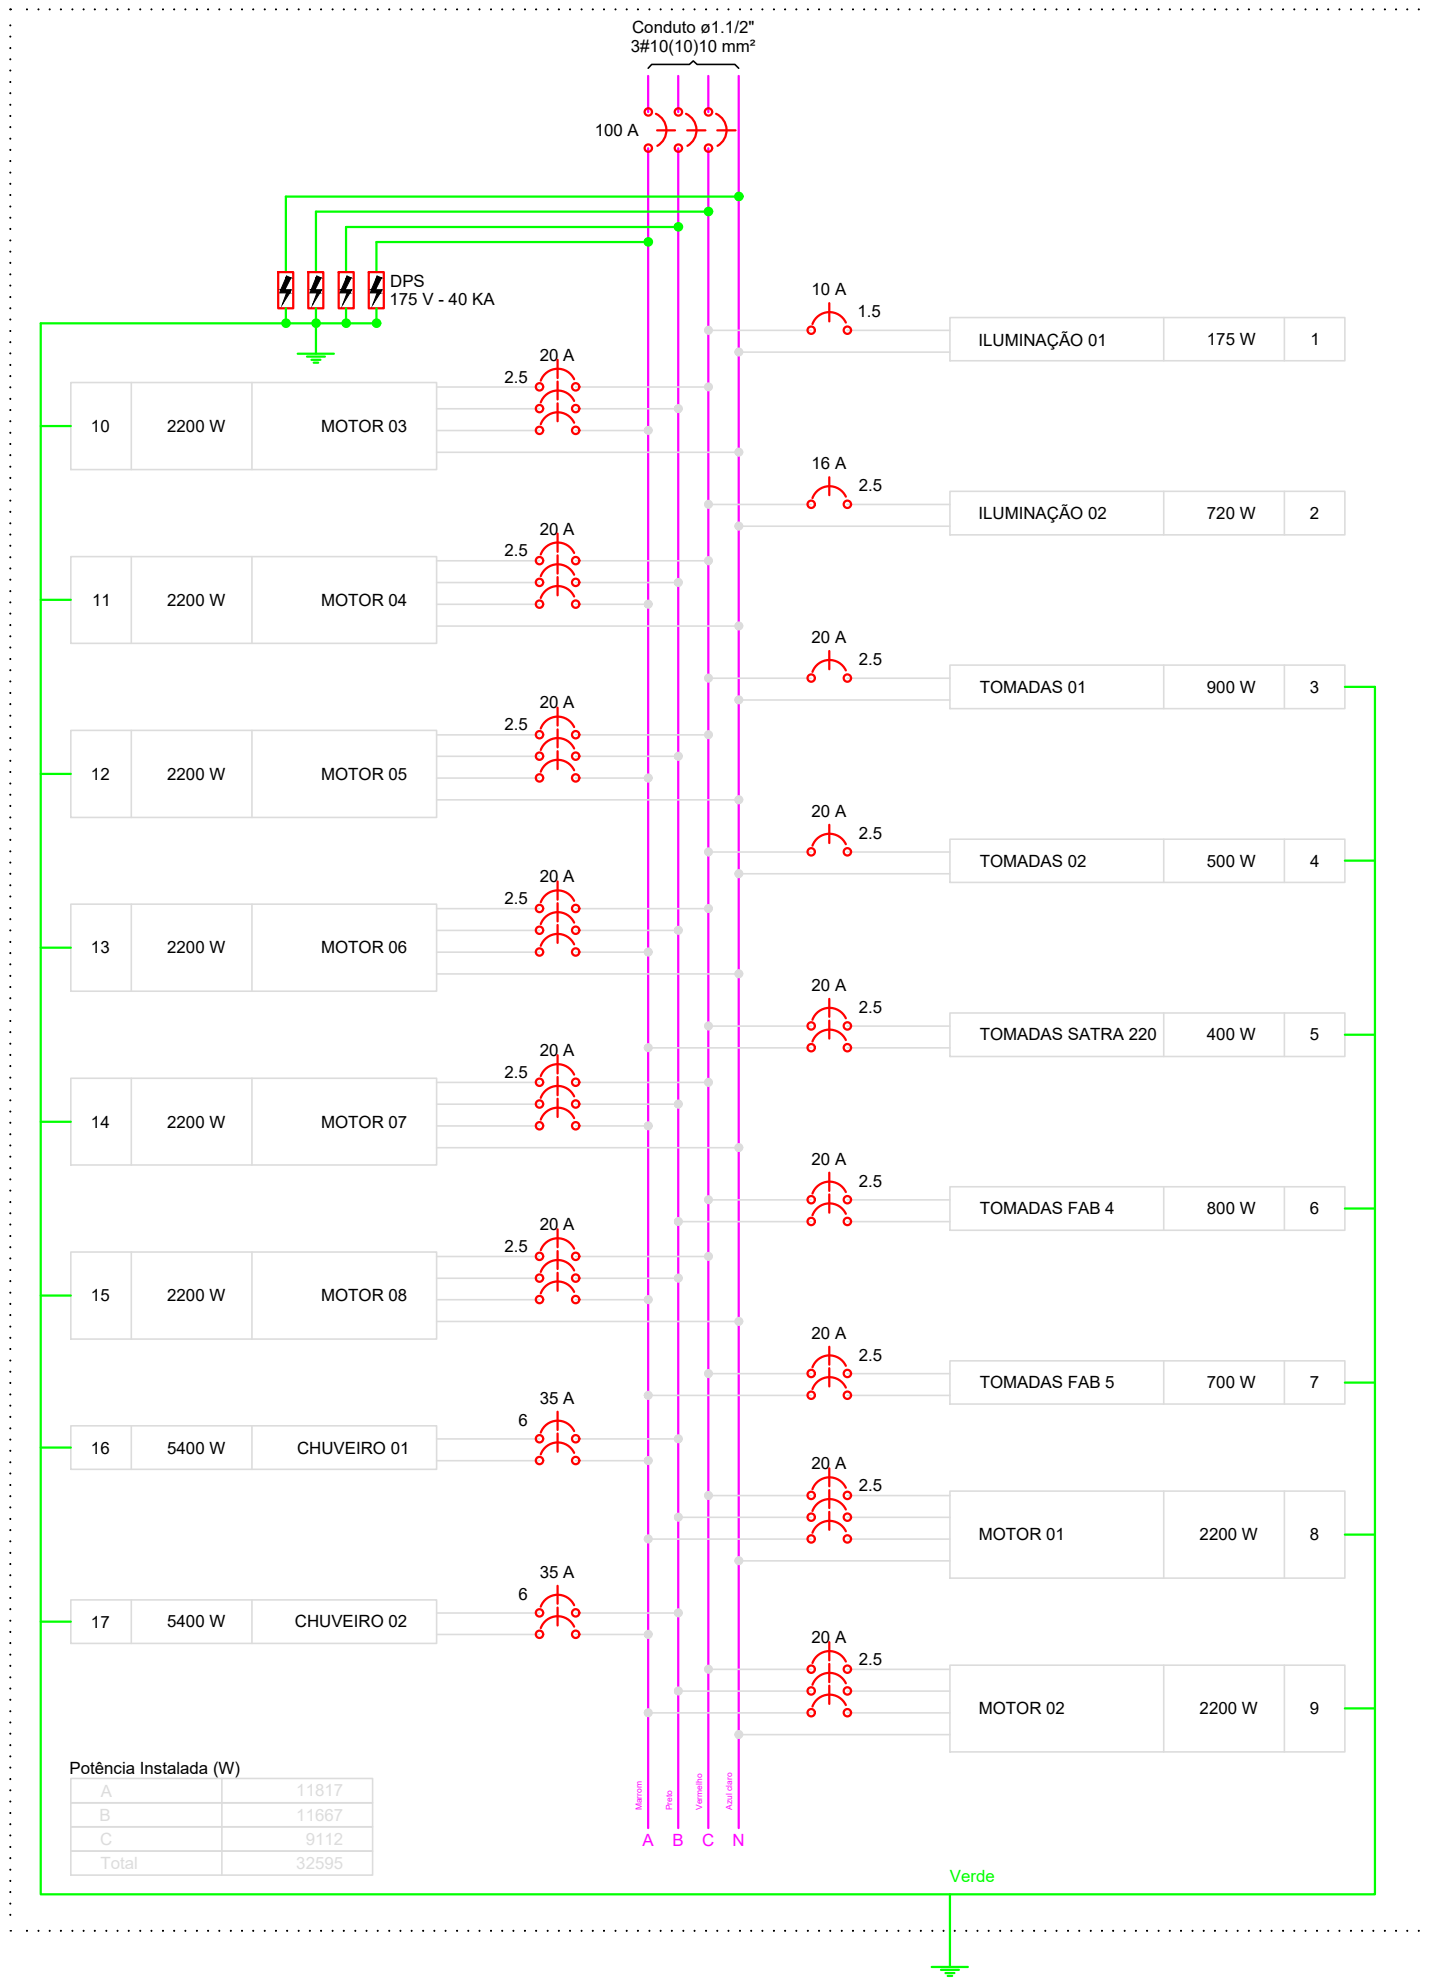 Conduto ø1.1/2"
3#10(10)10 mm²
100 A
DPS
175 V - 40 KA
10 A
1.5
ILUMINAÇÃO 01 175 W 1
20 A
2.5
10 2200 W MOTOR 03
16 A
2.5
ILUMINAÇÃO 02 720 W 2
20 A
2.5
11 2200 W MOTOR 04
20 A
2.5
TOMADAS 01 900 W 3
20 A
2.5
12 2200 W MOTOR 05
20 A
2.5
TOMADAS 02 500 W 4
20 A
2.5
13 2200 W MOTOR 06
20 A
2.5
TOMADAS SATRA 220 400 W 5
20 A
2.5
14 2200 W MOTOR 07
20 A
2.5
TOMADAS FAB 4 800 W 6
20 A
2.5
15 2200 W MOTOR 08
20 A
2.5
TOMADAS FAB 5 700 W 7
35 A
6
16 5400 W CHUVEIRO 01
20 A
2.5
MOTOR 01 2200 W 8
35 A
6
17 5400 W CHUVEIRO 02
20 A
2.5
MOTOR 02 2200 W 9
Potência Instalada (W)
A 11817
B 11667
C 9112
Total 32595
Marrom
Preto
Vermelho
Azul claro
A B C N
Verde